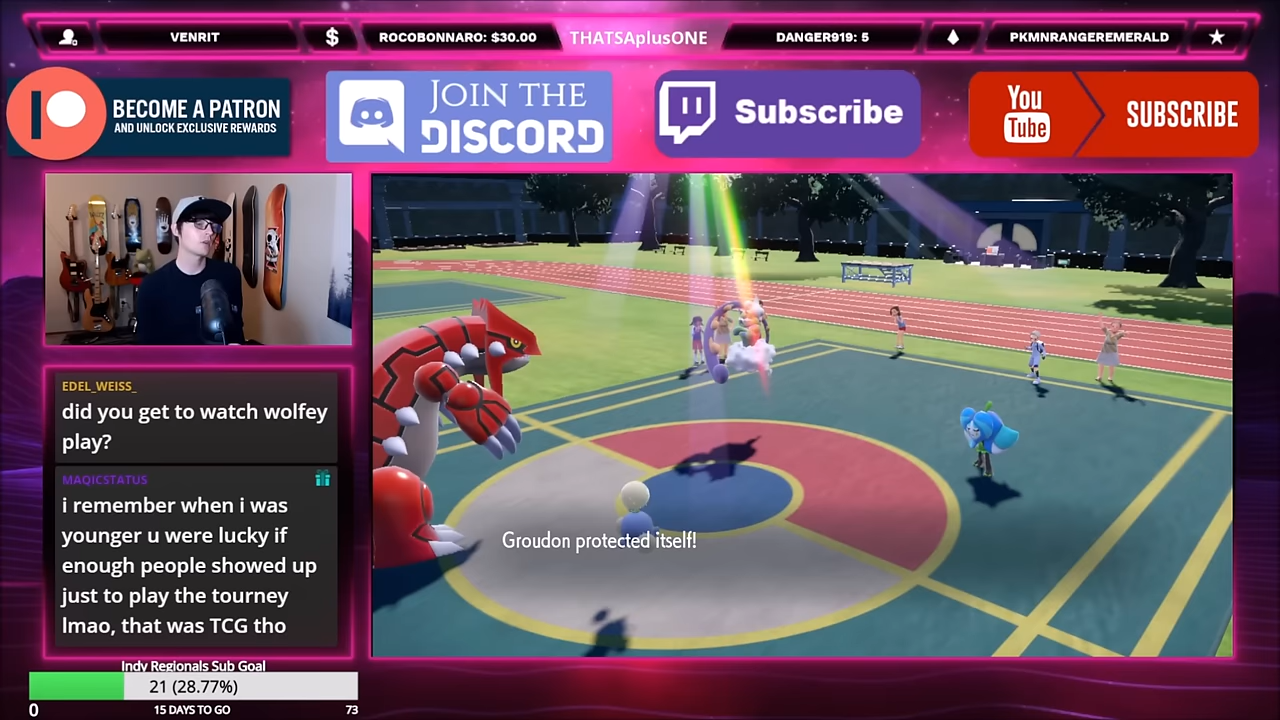 VENRIT
$
ROCOBONNARO: $30.00
THATSAplusONE
DANGER919: 5
PKMNRANGEREMERALD
BECOME A PATRON
AND UNLOCK EXCLUSIVE REWARDS
JOIN THE
DISCORD
Subscribe
You
Tube
SUBSCRIBE
EDEL_WEISS_
did you get to watch wolfey
play?
MAQICSTATUS
i remember when i was
younger u were lucky if
enough people showed up
just to play the tourney
lmao, that was TCG tho
Groudon protected itself!
Indy Regionals Sub Goal
21 (28.77%)
0
15 DAYS TO GO
73